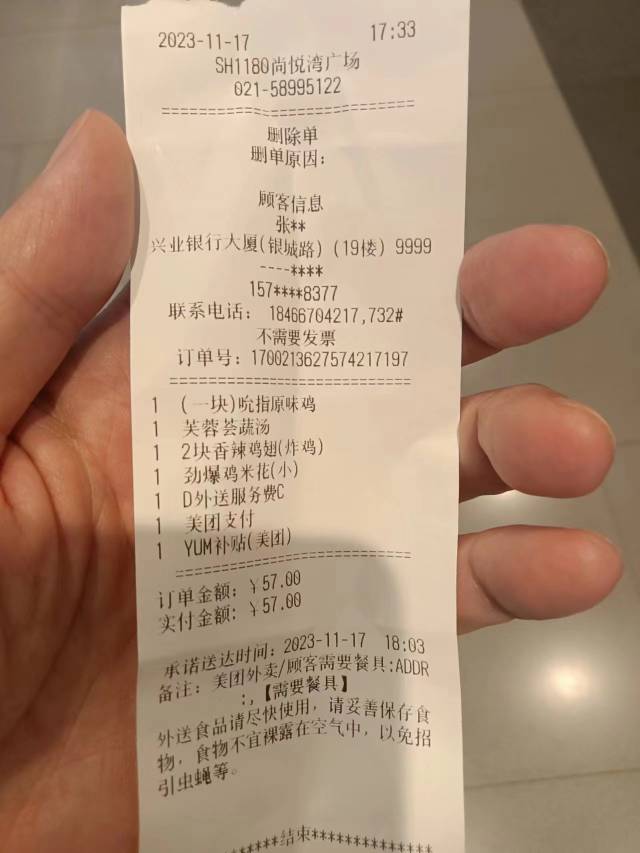 2023-11-17 17:33
SH1180尚悦湾广场
021-58995122
==============================
删除单
删单原因:
顾客信息
张**
兴业银行大厦(银城路) (19楼) 9999
----****
157****8377
联系电话: 18466704217,732#
不需要发票
订单号: 1700213627574217197
==============================
1 (一块)吮指原味鸡
1 芙蓉荟蔬汤
1 2块香辣鸡翅(炸鸡)
1 劲爆鸡米花(小)
1 D外送服务费C
1 美团支付
1 YUM补贴(美团)
==============================
订单金额: ¥57.00
实付金额: ¥57.00
承诺送达时间: 2023-11-17 18:03
备注: 美团外卖/顾客需要餐具:ADDR
:,【需要餐具】
外送食品请尽快使用, 请妥善保存食
物, 食物不宜裸露在空气中, 以免招
引虫蝇等。
*****结束***************